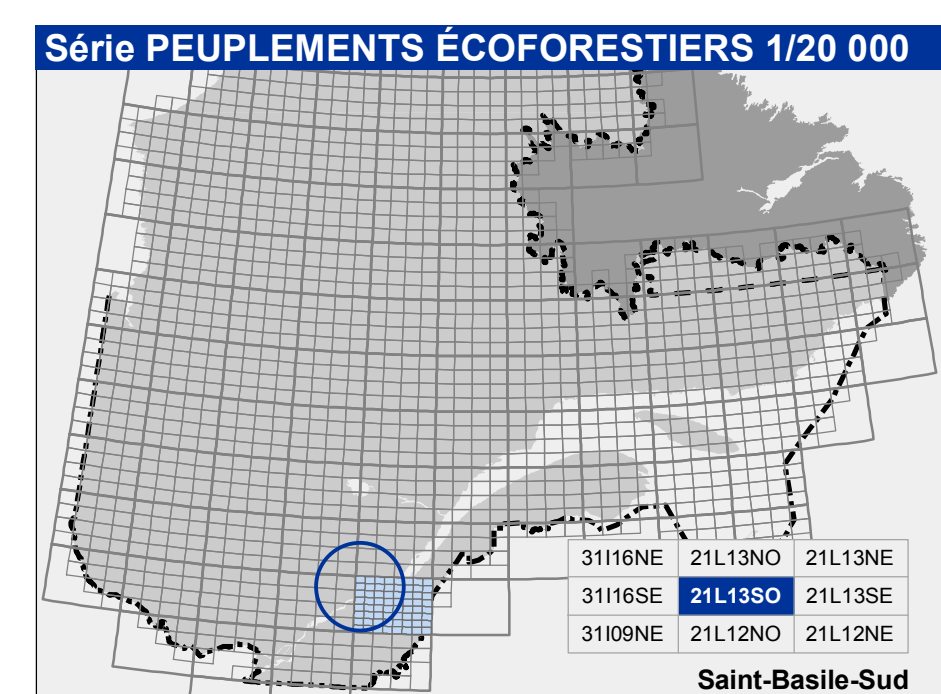 Série PEUPLEMENTS ÉCOFORESTIERS 1/20 000
31I16NE 21L13NO 21L13NE
31I16SE 21L13SO 21L13SE
31I09NE 21L12NO 21L12NE
Saint-Basile-Sud